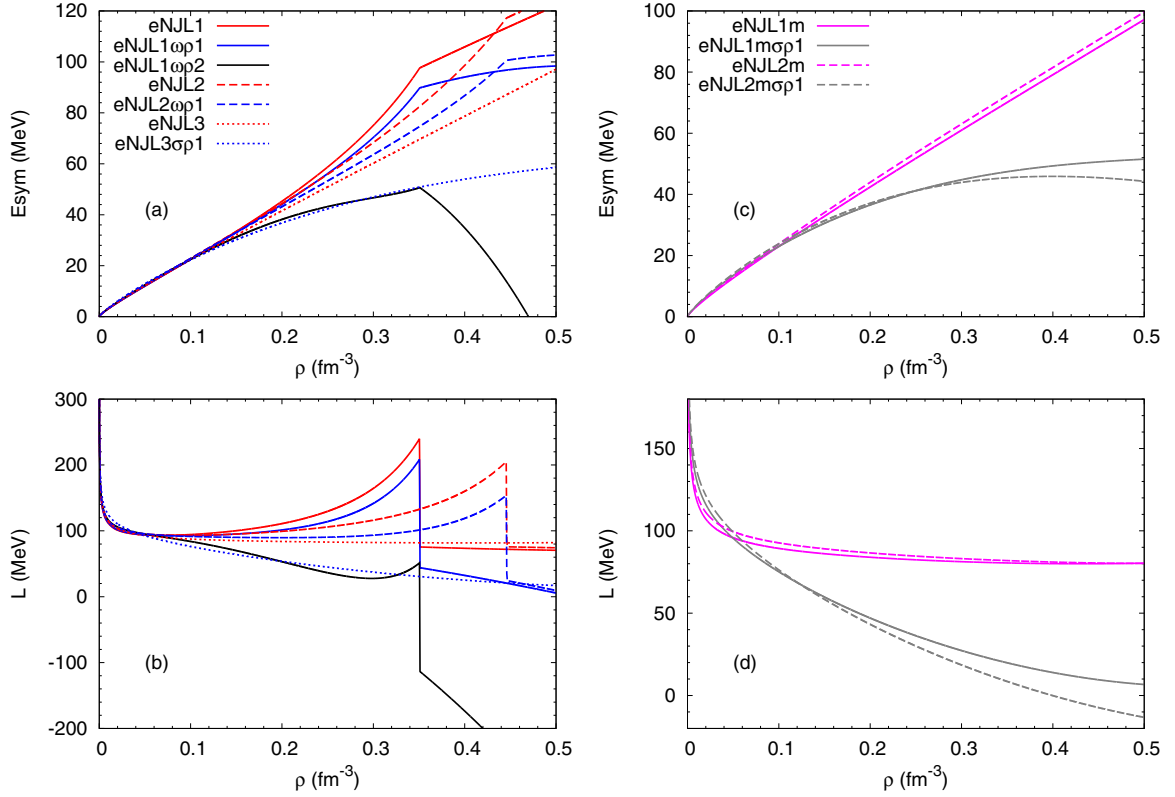 120
100
80
60
40
20
0
Esym (MeV)
eNJL1
eNJL1ωρ1
eNJL1ωρ2
eNJL2
eNJL2ωρ1
eNJL3
eNJL3σρ1
(a)
0 0.1 0.2 0.3 0.4 0.5
ρ (fm⁻³)
100
80
60
40
20
0
Esym (MeV)
eNJL1m
eNJL1mσρ1
eNJL2m
eNJL2mσρ1
(c)
0 0.1 0.2 0.3 0.4 0.5
ρ (fm⁻³)
300
200
100
0
-100
-200
L (MeV)
(b)
0 0.1 0.2 0.3 0.4 0.5
ρ (fm⁻³)
150
100
50
0
L (MeV)
(d)
0 0.1 0.2 0.3 0.4 0.5
ρ (fm⁻³)